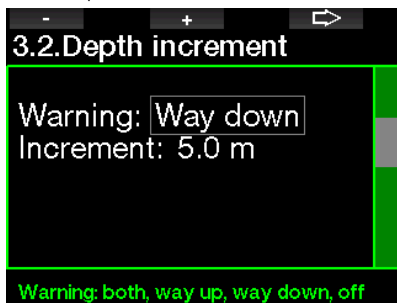 - + ⇨
3.2.Depth increment
Warning: Way down
Increment: 5.0 m
Warning: both, way up, way down, off